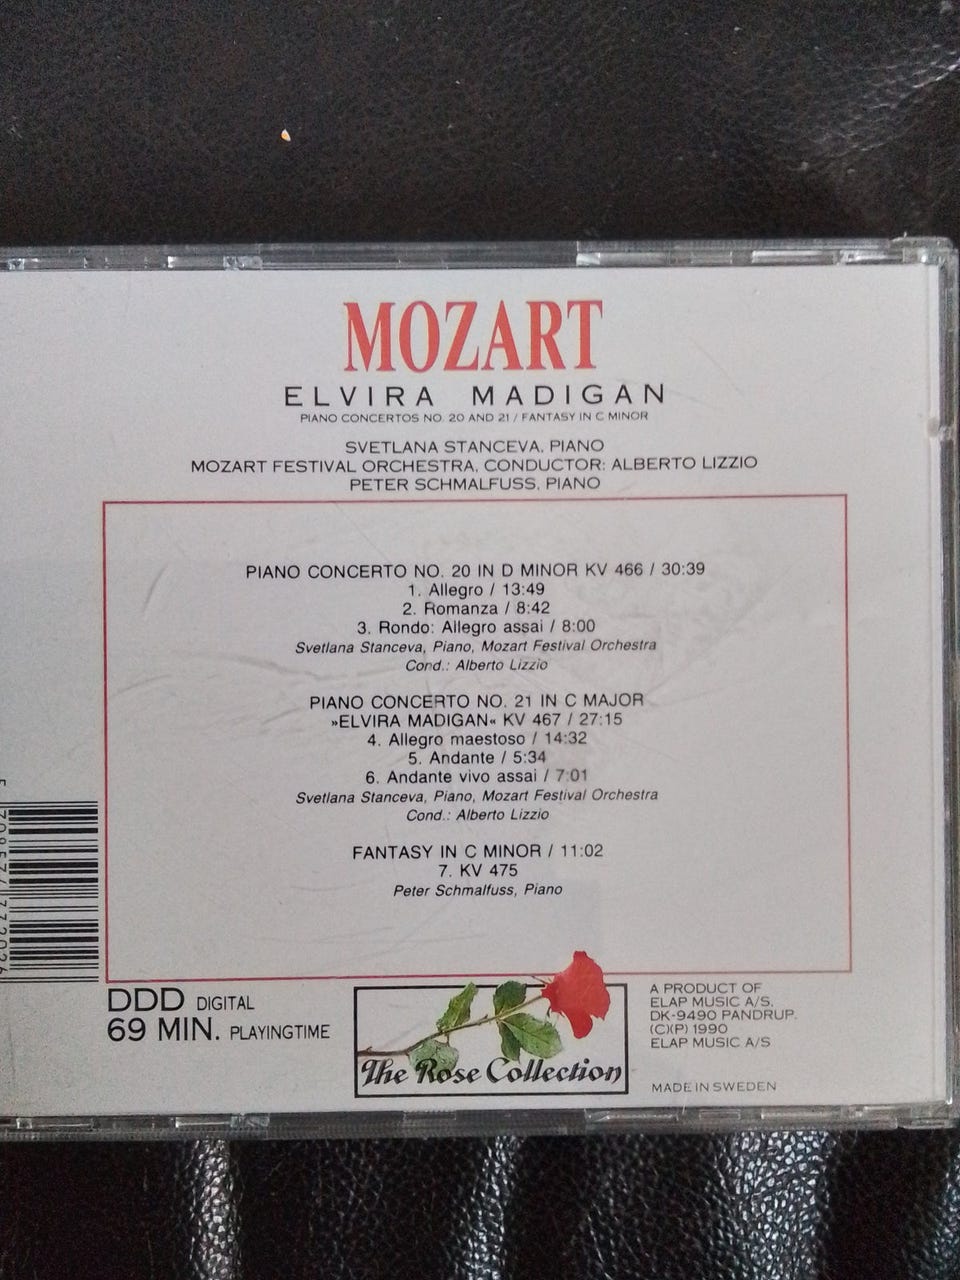 MOZART
ELVIRA MADIGAN
PIANO CONCERTOS NO. 20 AND 21 / FANTASY IN C MINOR
SVETLANA STANCEVA, PIANO
MOZART FESTIVAL ORCHESTRA, CONDUCTOR: ALBERTO LIZZIO
PETER SCHMALFUSS, PIANO
PIANO CONCERTO NO. 20 IN D MINOR KV 466 / 30:39
1. Allegro / 13:49
2. Romanza / 8:42
3. Rondo: Allegro assai / 8:00
Svetlana Stanceva, Piano, Mozart Festival Orchestra
Cond.: Alberto Lizzio
PIANO CONCERTO NO. 21 IN C MAJOR
»ELVIRA MADIGAN« KV 467 / 27:15
4. Allegro maestoso / 14:32
5. Andante / 5:34
6. Andante vivo assai / 7:01
Svetlana Stanceva, Piano, Mozart Festival Orchestra
Cond.: Alberto Lizzio
FANTASY IN C MINOR / 11:02
7. KV 475
Peter Schmalfuss, Piano
DDD DIGITAL
69 MIN. PLAYINGTIME
The Rose Collection
A PRODUCT OF
ELAP MUSIC A/S,
DK-9490 PANDRUP.
(C)(P) 1990
ELAP MUSIC A/S
MADE IN SWEDEN